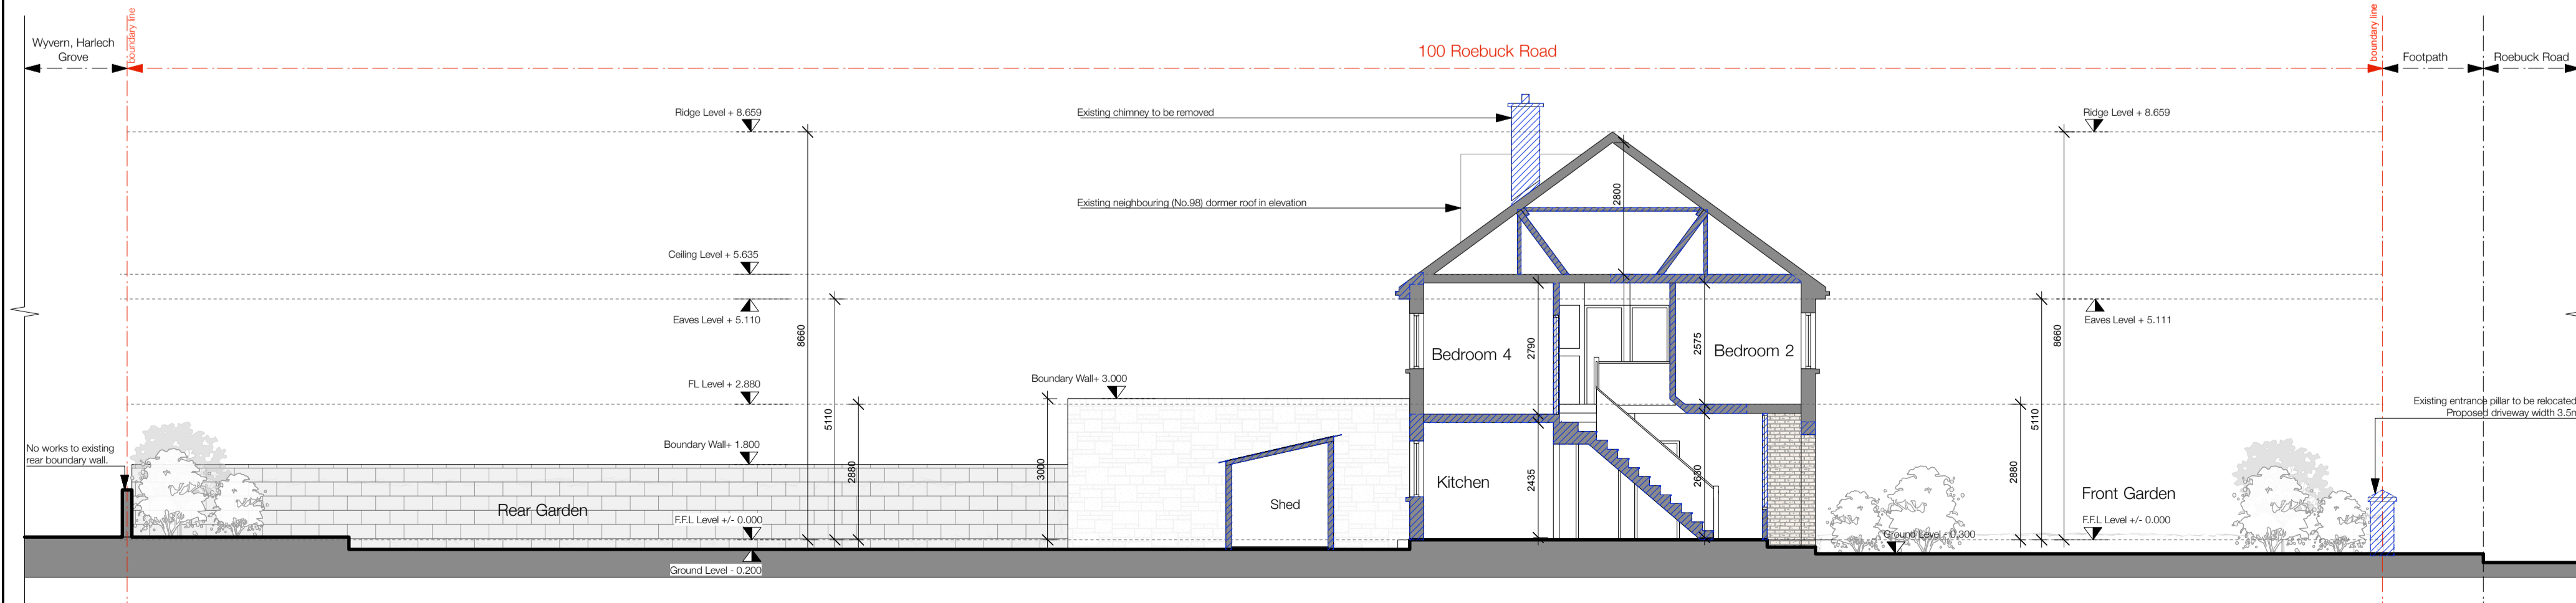 Wyvern, Harlech
Grove
boundary line
100 Roebuck Road
boundary line
Footpath
Roebuck Road
Ridge Level + 8.659
Existing chimney to be removed
Ridge Level + 8.659
2800
Existing neighbouring (No.98) dormer roof in elevation
Ceiling Level + 5.635
Eaves Level + 5.110
8660
Eaves Level + 5.111
8660
Bedroom 4
2790
2575
Bedroom 2
Boundary Wall+ 3.000
FL Level + 2.880
5110
5110
Existing entrance pillar to be relocated
Proposed driveway width 3.5m
No works to existing
rear boundary wall.
Boundary Wall+ 1.800
2880
3000
Kitchen
2435
2880
Front Garden
Rear Garden
Shed
F.F.L Level +/- 0.000
F.F.L Level +/- 0.000
Ground Level - 0.300
Ground Level - 0.200